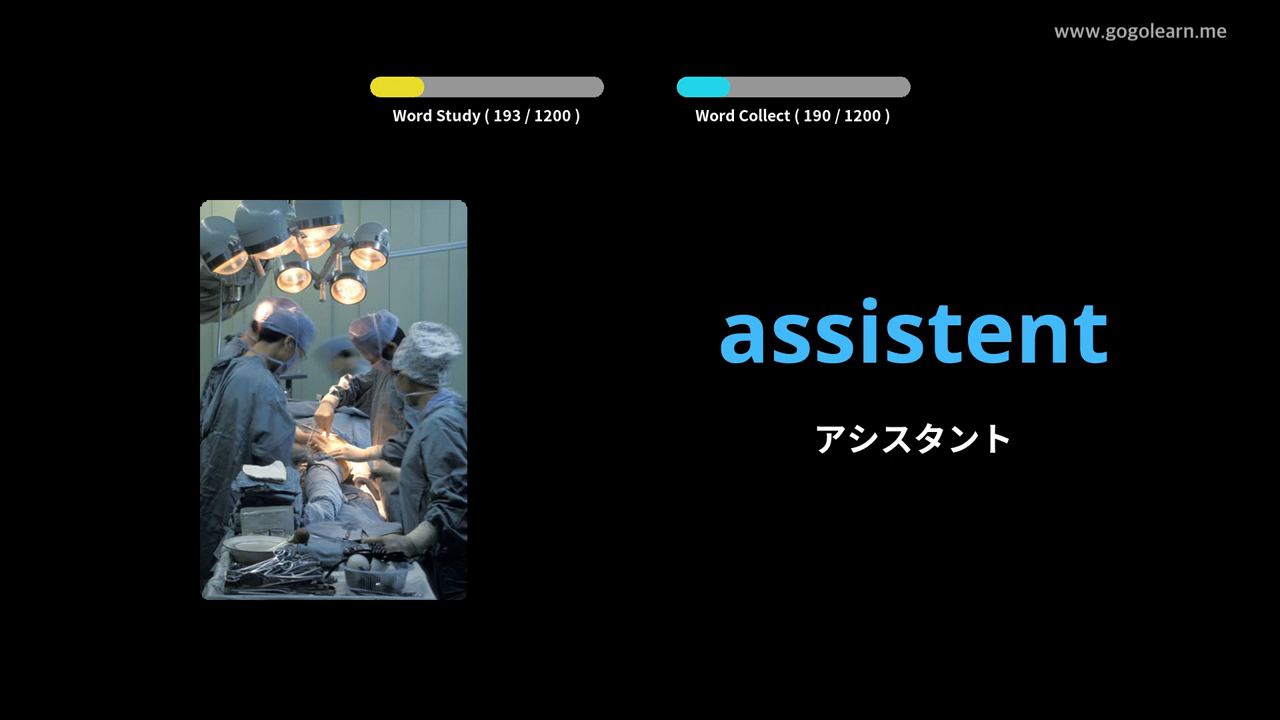 www.gogolearn.me
Word Study ( 193 / 1200 )
Word Collect ( 190 / 1200 )
assistent
アシスタント